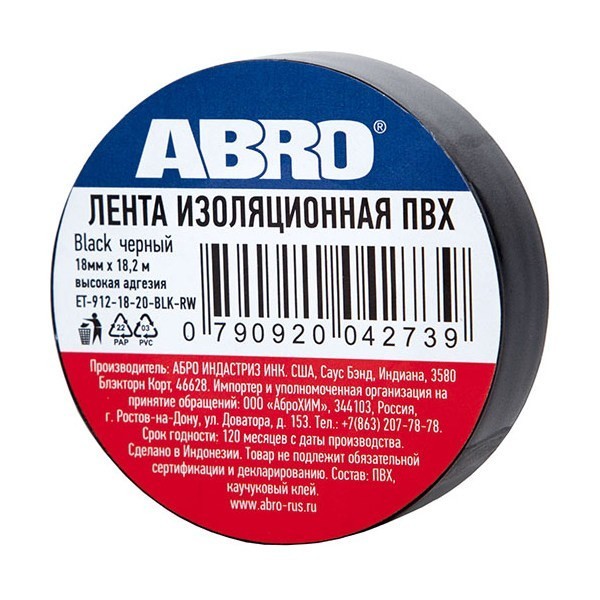 ABRO®
ЛЕНТА ИЗОЛЯЦИОННАЯ ПВХ
Black черный
18мм х 18,2 м
высокая адгезия
ET-912-18-20-BLK-RW
22
PAP
03
PVC
0 790920 042739
Производитель: АБРО ИНДАСТРИЗ ИНК. США, Саус Бэнд, Индиана, 3580
Блэкторн Корт, 46628. Импортер и уполномоченная организация на
принятие обращений: ООО «АброХИМ», 344103, Россия,
г. Ростов-на-Дону, ул. Доватора, д. 153. Тел.: +7(863) 207-78-78.
Срок годности: 120 месяцев с даты производства.
Сделано в Индонезии. Товар не подлежит обязательной
сертификации и декларированию. Состав: ПВХ,
каучуковый клей.
www.abro-rus.ru